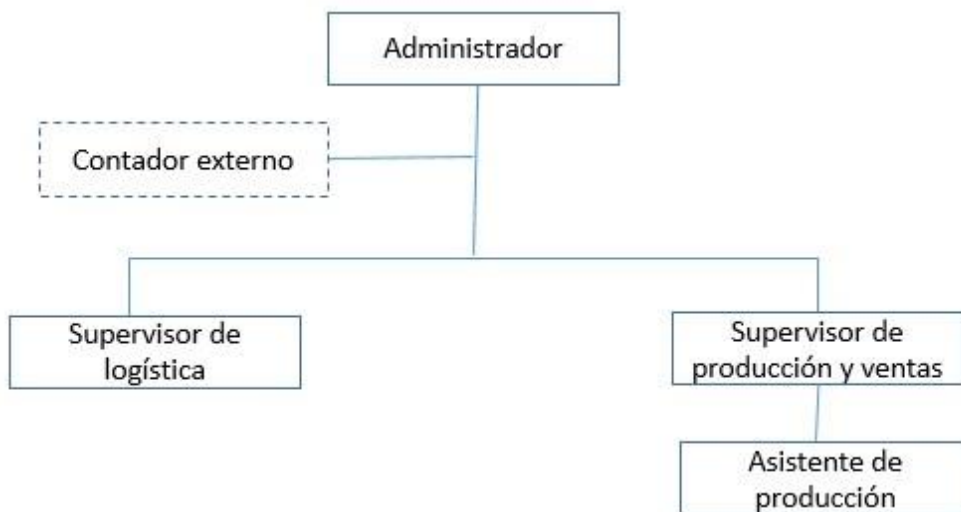 Administrador
Contador externo
Supervisor de
logística
Supervisor de
producción y ventas
Asistente de
producción